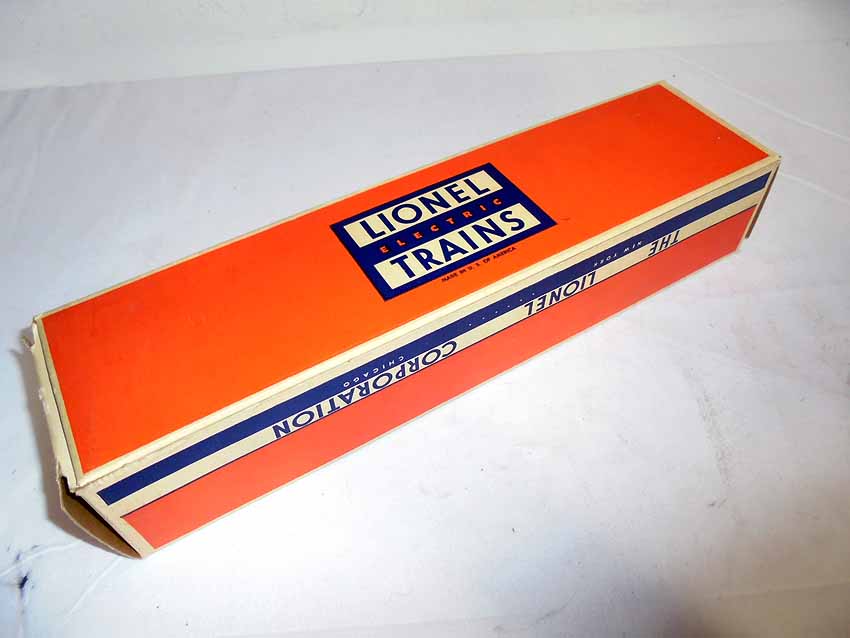 LIONEL
ELECTRIC
TRAINS
MADE IN U. S. OF AMERICA
THE LIONEL CORPORATION
NEW YORK . . . . . . CHICAGO